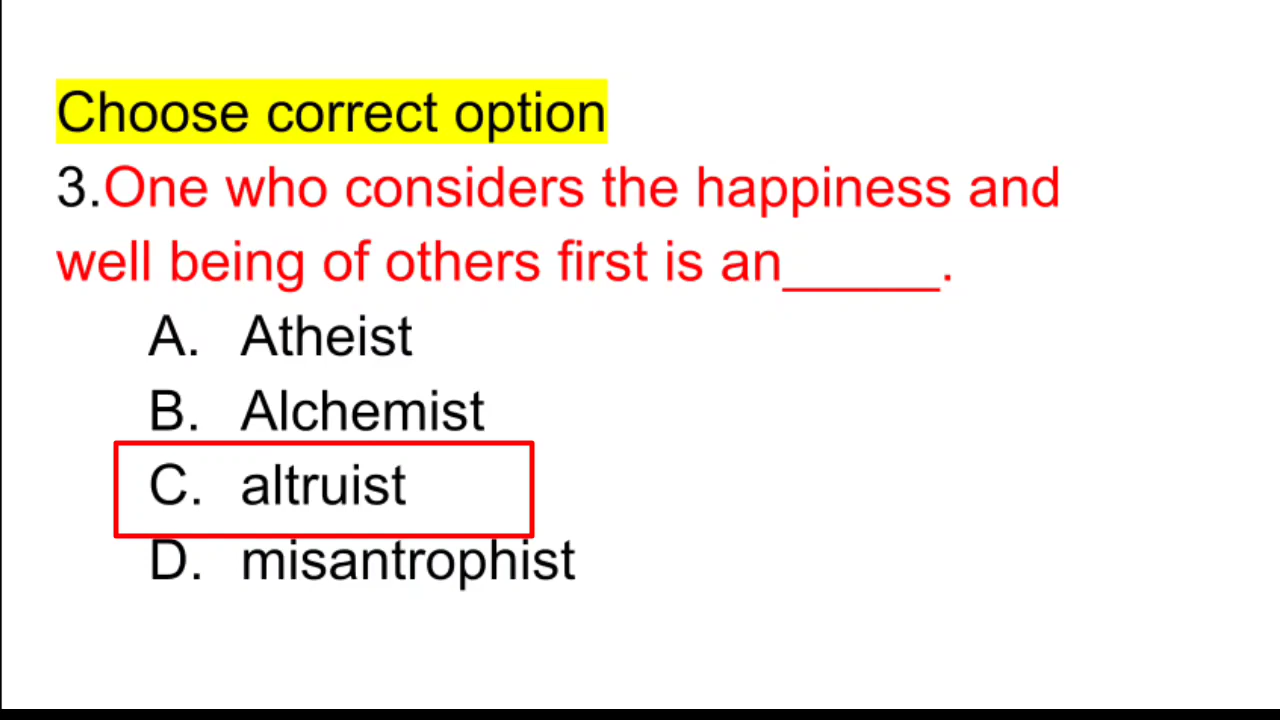 Choose correct option
3.One who considers the happiness and
well being of others first is an______.
A. Atheist
B. Alchemist
C. altruist
D. misantrophist